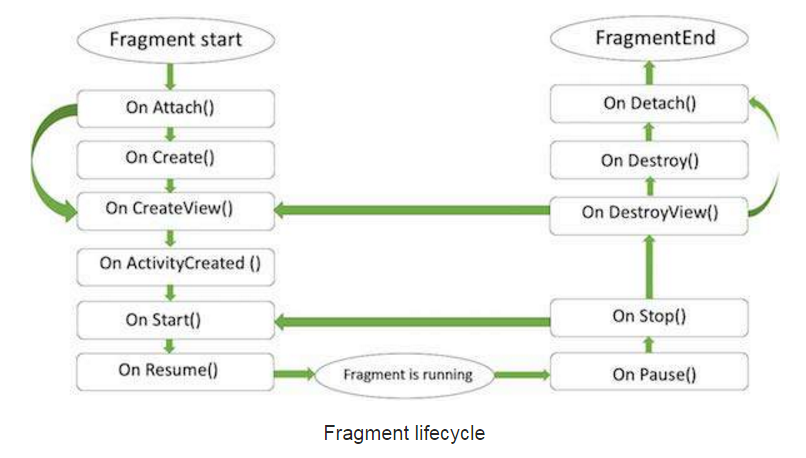 Fragment start
On Attach()
On Create()
On CreateView()
On ActivityCreated ()
On Start()
On Resume()
Fragment is running
On Pause()
On Stop()
On DestroyView()
On Destroy()
On Detach()
FragmentEnd
Fragment lifecycle